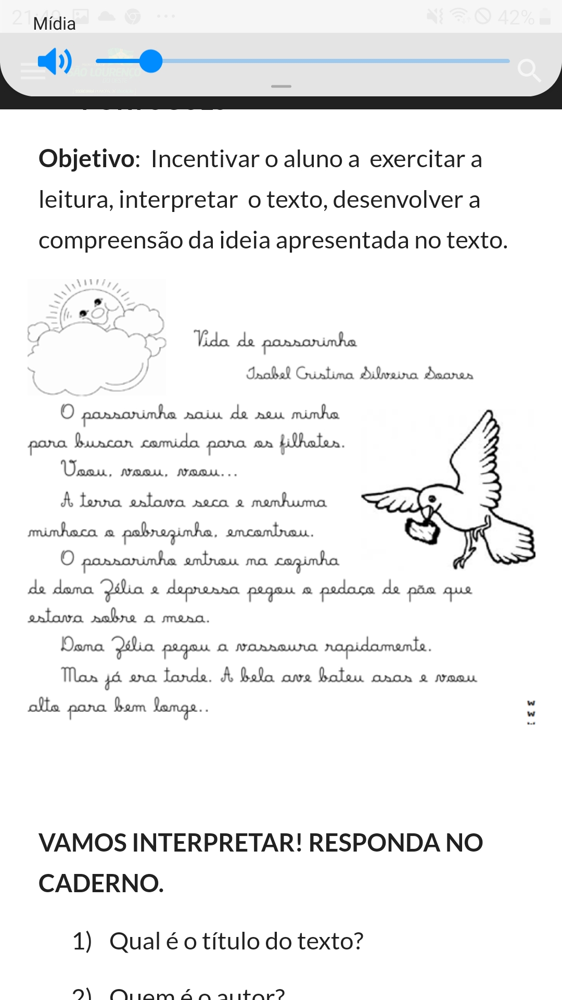 21:40
42%
Mídia
SÃO LOURENÇO
Objetivo: Incentivar o aluno a exercitar a
leitura, interpretar o texto, desenvolver a
compreensão da ideia apresentada no texto.
Vida de passarinho
Isabel Cristina Silveira Soares
O passarinho saiu de seu ninho
para buscar comida para os filhotes.
Voou, voou, voou...
A terra estava seca e nenhuma
minhoca o pobrezinho, encontrou.
O passarinho entrou na cozinha
de dona Zélia e depressa pegou o pedaço de pão que
estava sobre a mesa.
Dona Zélia pegou a vassoura rapidamente.
Mas já era tarde. A bela ave bateu asas e voou
alto para bem longe..
w
w
VAMOS INTERPRETAR! RESPONDA NO
CADERNO.
1) Qual é o título do texto?
2) Quem é o autor?